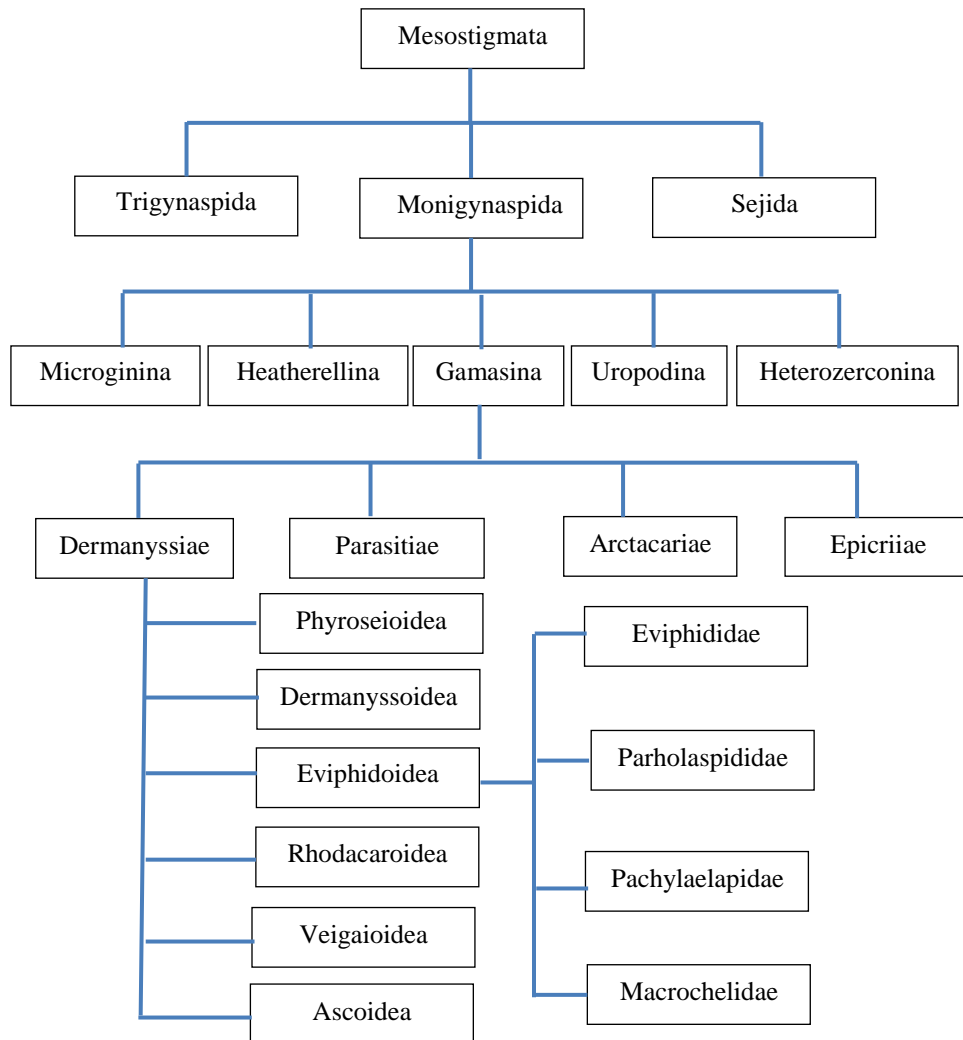 Mesostigmata
Trigynaspida
Monigynaspida
Sejida
Microginina
Heatherellina
Gamasina
Uropodina
Heterozerconina
Dermanyssiae
Parasitiae
Arctacariae
Epicriiae
Phyroseioidea
Dermanyssoidea
Eviphidoidea
Rhodacaroidea
Veigaioidea
Ascoidea
Eviphididae
Parholaspididae
Pachylaelapidae
Macrochelidae